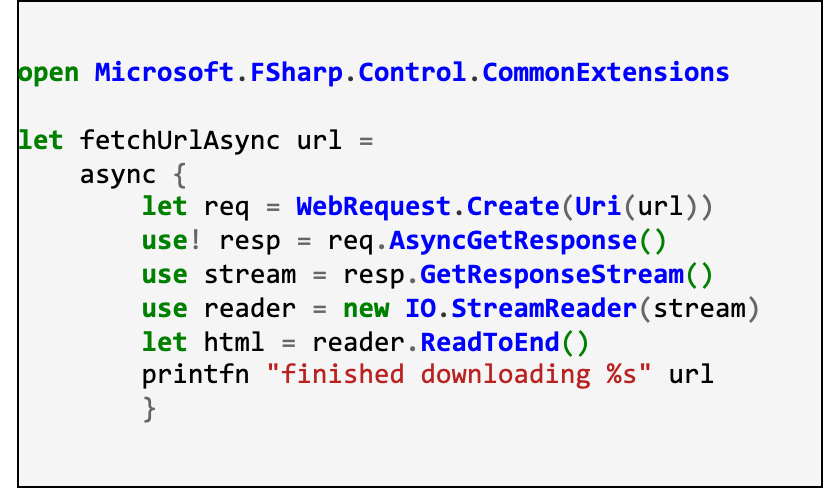 open Microsoft.FSharp.Control.CommonExtensions
let fetchUrlAsync url =
    async {
        let req = WebRequest.Create(Uri(url))
        use! resp = req.AsyncGetResponse()
        use stream = resp.GetResponseStream()
        use reader = new IO.StreamReader(stream)
        let html = reader.ReadToEnd()
        printfn "finished downloading %s" url
        }